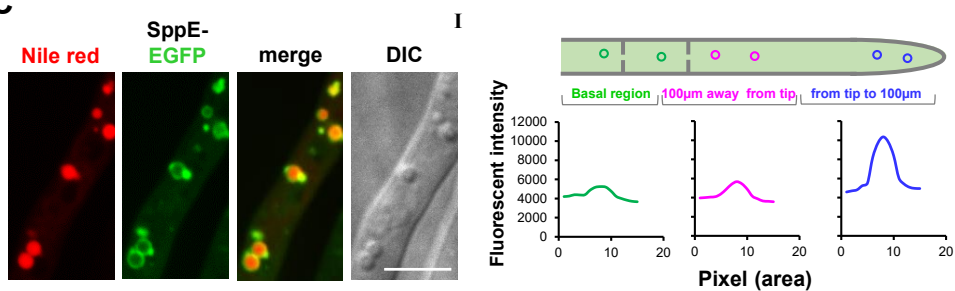 C
Nile red
SppE-
EGFP
merge
DIC
I
Basal region
100μm away from tip
from tip to 100μm
Fluorescent intensity
12000
10000
8000
6000
4000
2000
0
0 10 20
0 10 20
0 10 20
Pixel (area)